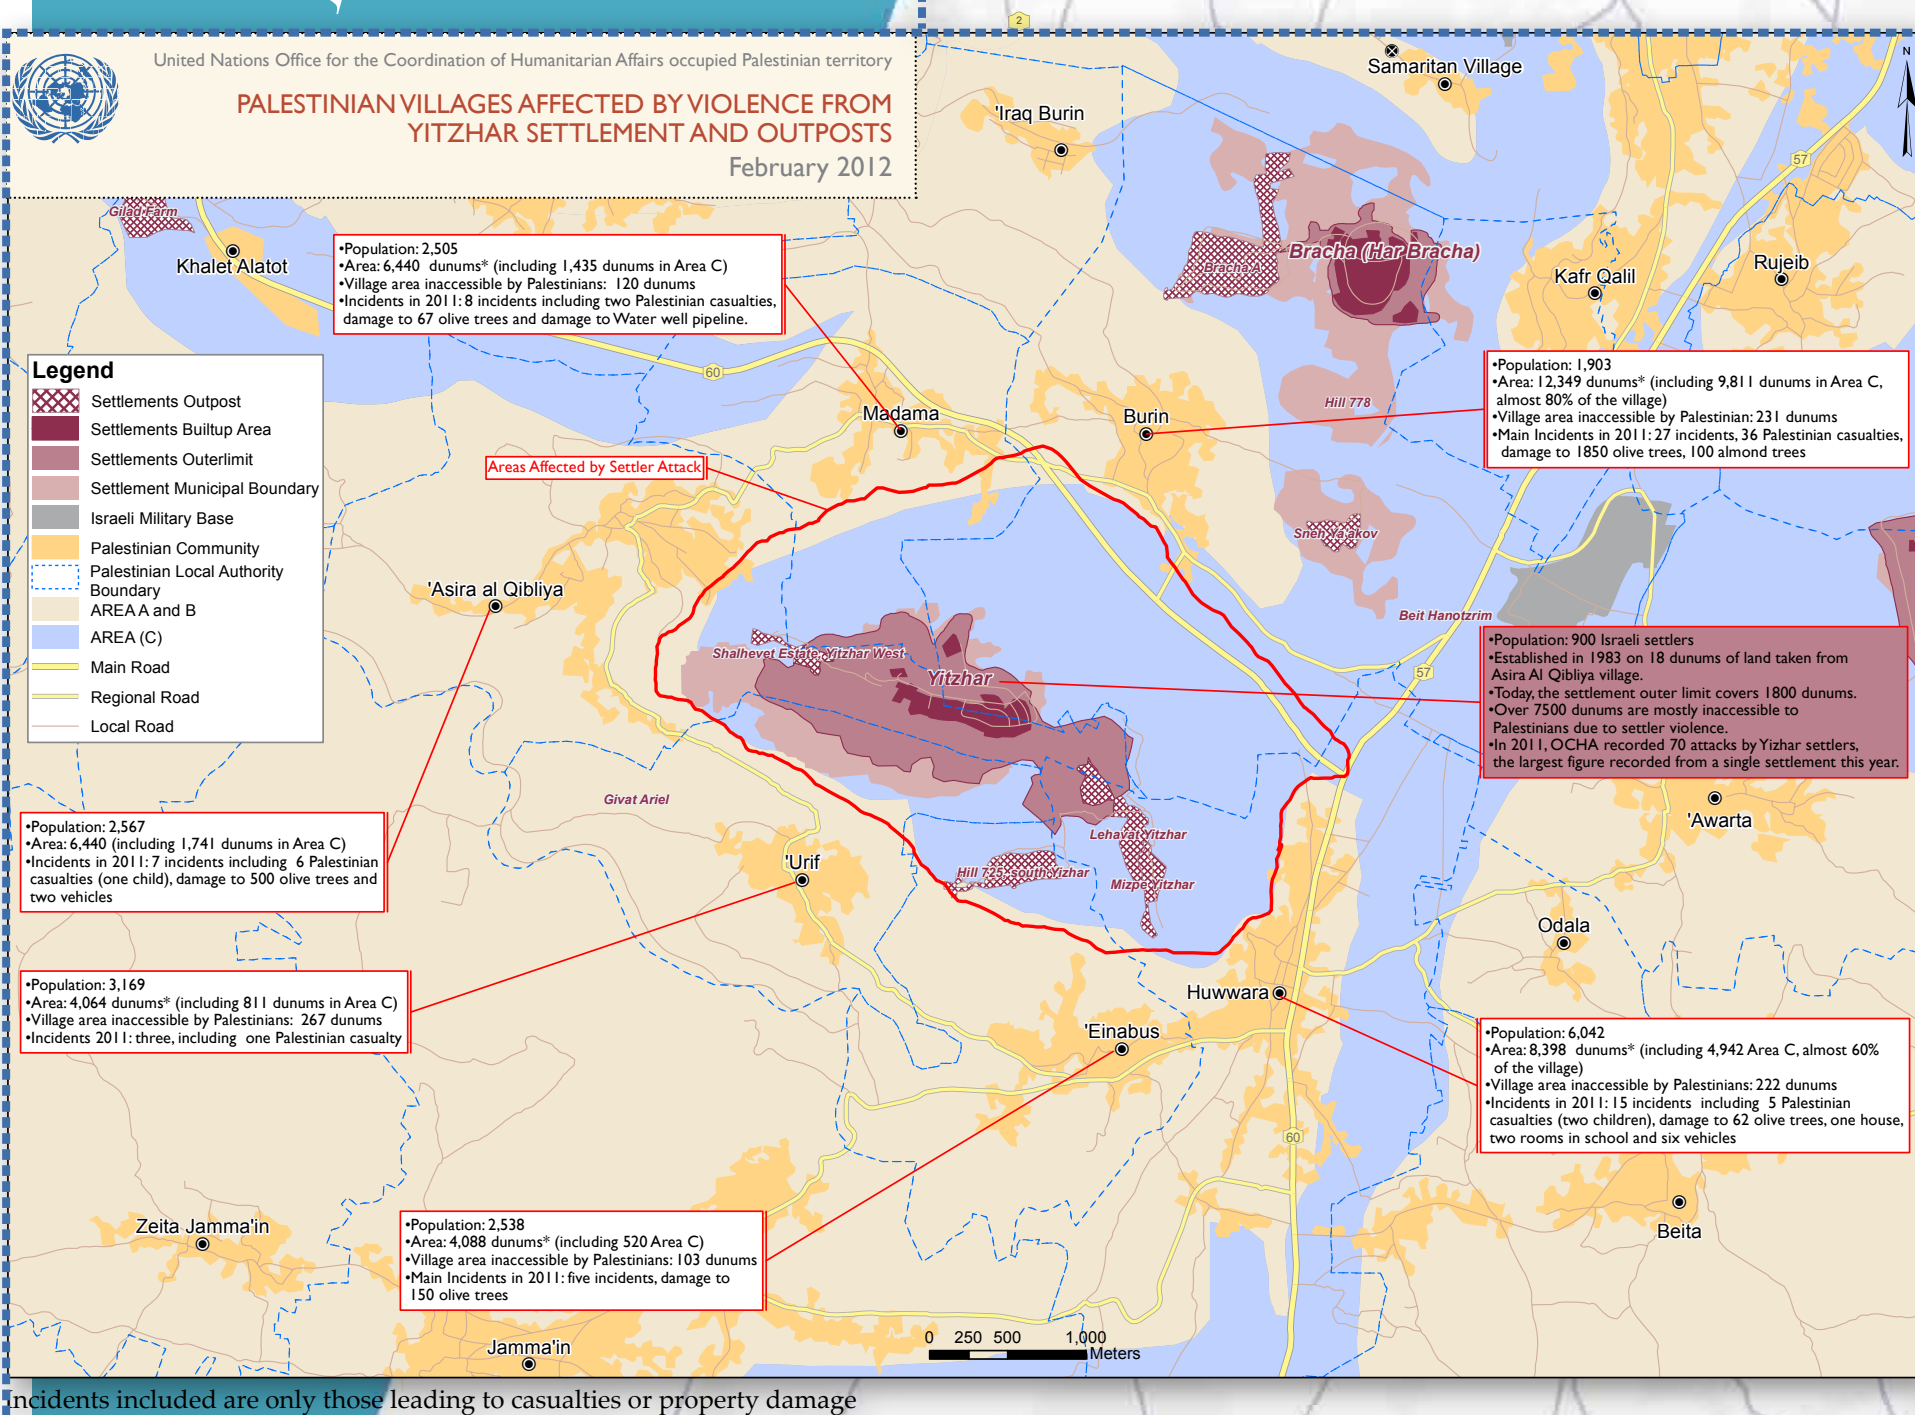 2
United Nations Office for the Coordination of Humanitarian Affairs occupied Palestinian territory
PALESTINIAN VILLAGES AFFECTED BY VIOLENCE FROM
YITZHAR SETTLEMENT AND OUTPOSTS
February 2012
N
Samaritan Village
'Iraq Burin
57
Gilad Farm
Khalet Alatot
•Population: 2,505
•Area: 6,440 dunums* (including 1,435 dunums in Area C)
•Village area inaccessible by Palestinians: 120 dunums
•Incidents in 2011: 8 incidents including two Palestinian casualties,
damage to 67 olive trees and damage to Water well pipeline.
Bracha (Har Bracha)
Bracha A
Kafr Qalil
Rujeib
Legend
Settlements Outpost
Settlements Builtup Area
Settlements Outerlimit
Settlement Municipal Boundary
Israeli Military Base
Palestinian Community
Palestinian Local Authority
Boundary
AREA A and B
AREA (C)
Main Road
Regional Road
Local Road
60
Madama
Burin
Hill 778
•Population: 1,903
•Area: 12,349 dunums* (including 9,811 dunums in Area C,
almost 80% of the village)
•Village area inaccessible by Palestinian: 231 dunums
•Main Incidents in 2011: 27 incidents, 36 Palestinian casualties,
damage to 1850 olive trees, 100 almond trees
Areas Affected by Settler Attack
Sneh Ya'akov
'Asira al Qibliya
Beit Hanotzrim
Shalhevet Estate-Yitzhar West
Yitzhar
57
•Population: 900 Israeli settlers
•Established in 1983 on 18 dunums of land taken from
Asira Al Qibliya village.
•Today, the settlement outer limit covers 1800 dunums.
•Over 7500 dunums are mostly inaccessible to
Palestinians due to settler violence.
•In 2011, OCHA recorded 70 attacks by Yizhar settlers,
the largest figure recorded from a single settlement this year.
Givat Ariel
'Awarta
•Population: 2,567
•Area: 6,440 (including 1,741 dunums in Area C)
•Incidents in 2011: 7 incidents including 6 Palestinian
casualties (one child), damage to 500 olive trees and
two vehicles
Lehavat Yitzhar
'Urif
Hill 725-south Yizhar
Mizpe Yitzhar
Odala
•Population: 3,169
•Area: 4,064 dunums* (including 811 dunums in Area C)
•Village area inaccessible by Palestinians: 267 dunums
•Incidents 2011: three, including one Palestinian casualty
Huwwara
'Einabus
•Population: 6,042
•Area: 8,398 dunums* (including 4,942 Area C, almost 60%
of the village)
•Village area inaccessible by Palestinians: 222 dunums
•Incidents in 2011: 15 incidents including 5 Palestinian
casualties (two children), damage to 62 olive trees, one house,
two rooms in school and six vehicles
60
Zeita Jamma'in
•Population: 2,538
•Area: 4,088 dunums* (including 520 Area C)
•Village area inaccessible by Palestinians: 103 dunums
•Main Incidents in 2011: five incidents, damage to
150 olive trees
Beita
Jamma'in
0 250 500 1,000
Meters
Incidents included are only those leading to casualties or property damage